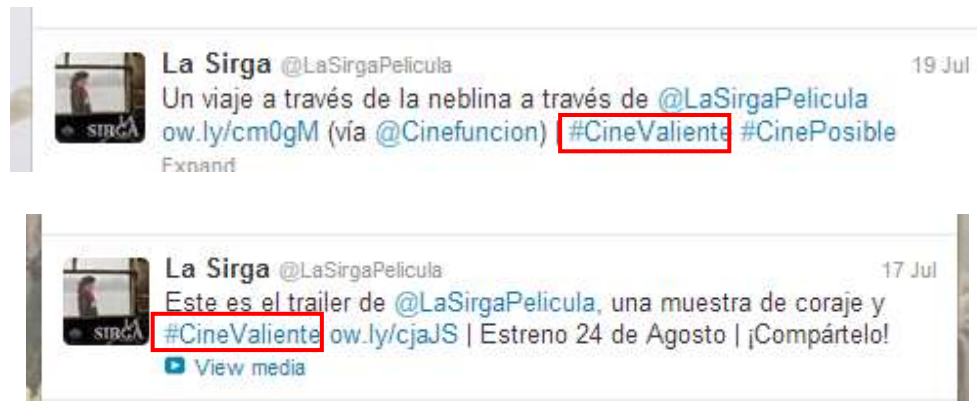 La Sirga @LaSirgaPelicula 19 Jul
Un viaje a través de la neblina a través de @LaSirgaPelicula
ow.ly/cm0gM (vía @Cinefuncion) | #CineValiente #CinePosible
Expand
SIRGA
La Sirga @LaSirgaPelicula 17 Jul
Este es el trailer de @LaSirgaPelicula, una muestra de coraje y
#CineValiente ow.ly/cjaJS | Estreno 24 de Agosto | ¡Compártelo!
View media
SIRGA